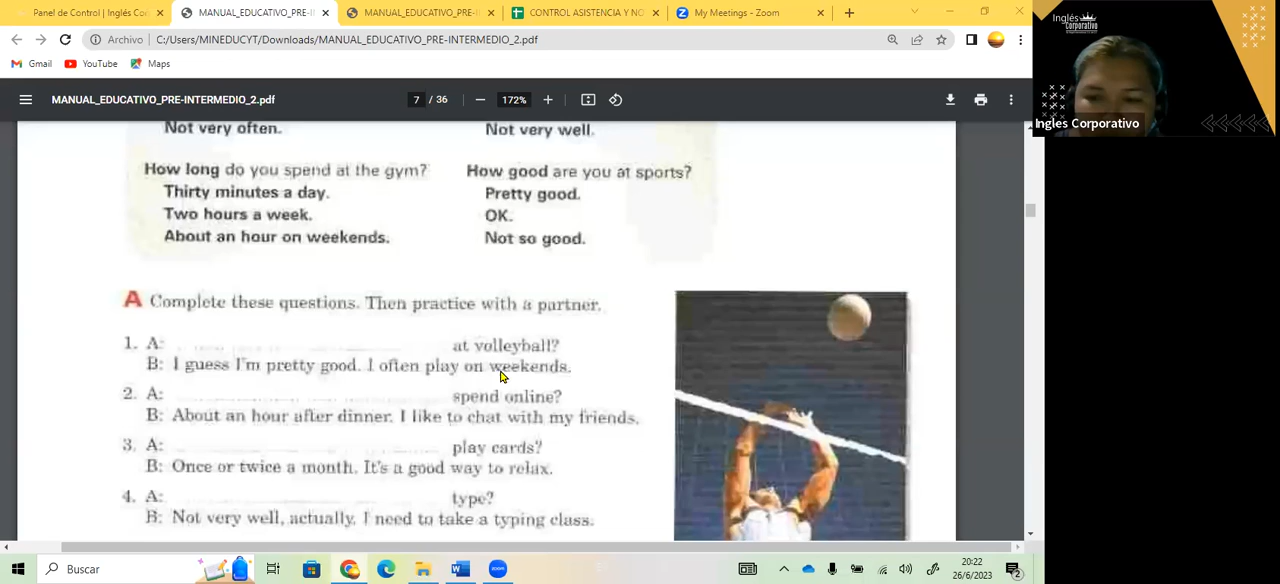 Panel de Control | Inglés Co
MANUAL_EDUCATIVO_PRE-I
MANUAL_EDUCATIVO_PRE-I
CONTROL ASISTENCIA Y NO
My Meetings - Zoom
Archivo
C:/Users/MINEDUCYT/Downloads/MANUAL_EDUCATIVO_PRE-INTERMEDIO_2.pdf
Gmail
YouTube
Maps
MANUAL_EDUCATIVO_PRE-INTERMEDIO_2.pdf
7 / 36
172%
Inglés
Corporativo
Ingles Corporativo
Not very often.
Not very well.
How long do you spend at the gym?
Thirty minutes a day.
Two hours a week.
About an hour on weekends.
How good are you at sports?
Pretty good.
OK.
Not so good.
A Complete these questions. Then practice with a partner.
1. A: at volleyball?
B: I guess I'm pretty good. I often play on weekends.
2. A: spend online?
B: About an hour after dinner. I like to chat with my friends.
3. A: play cards?
B: Once or twice a month. It's a good way to relax.
4. A: type?
B: Not very well, actually. I need to take a typing class.
Buscar
zoom
20:22
26/6/2023
2